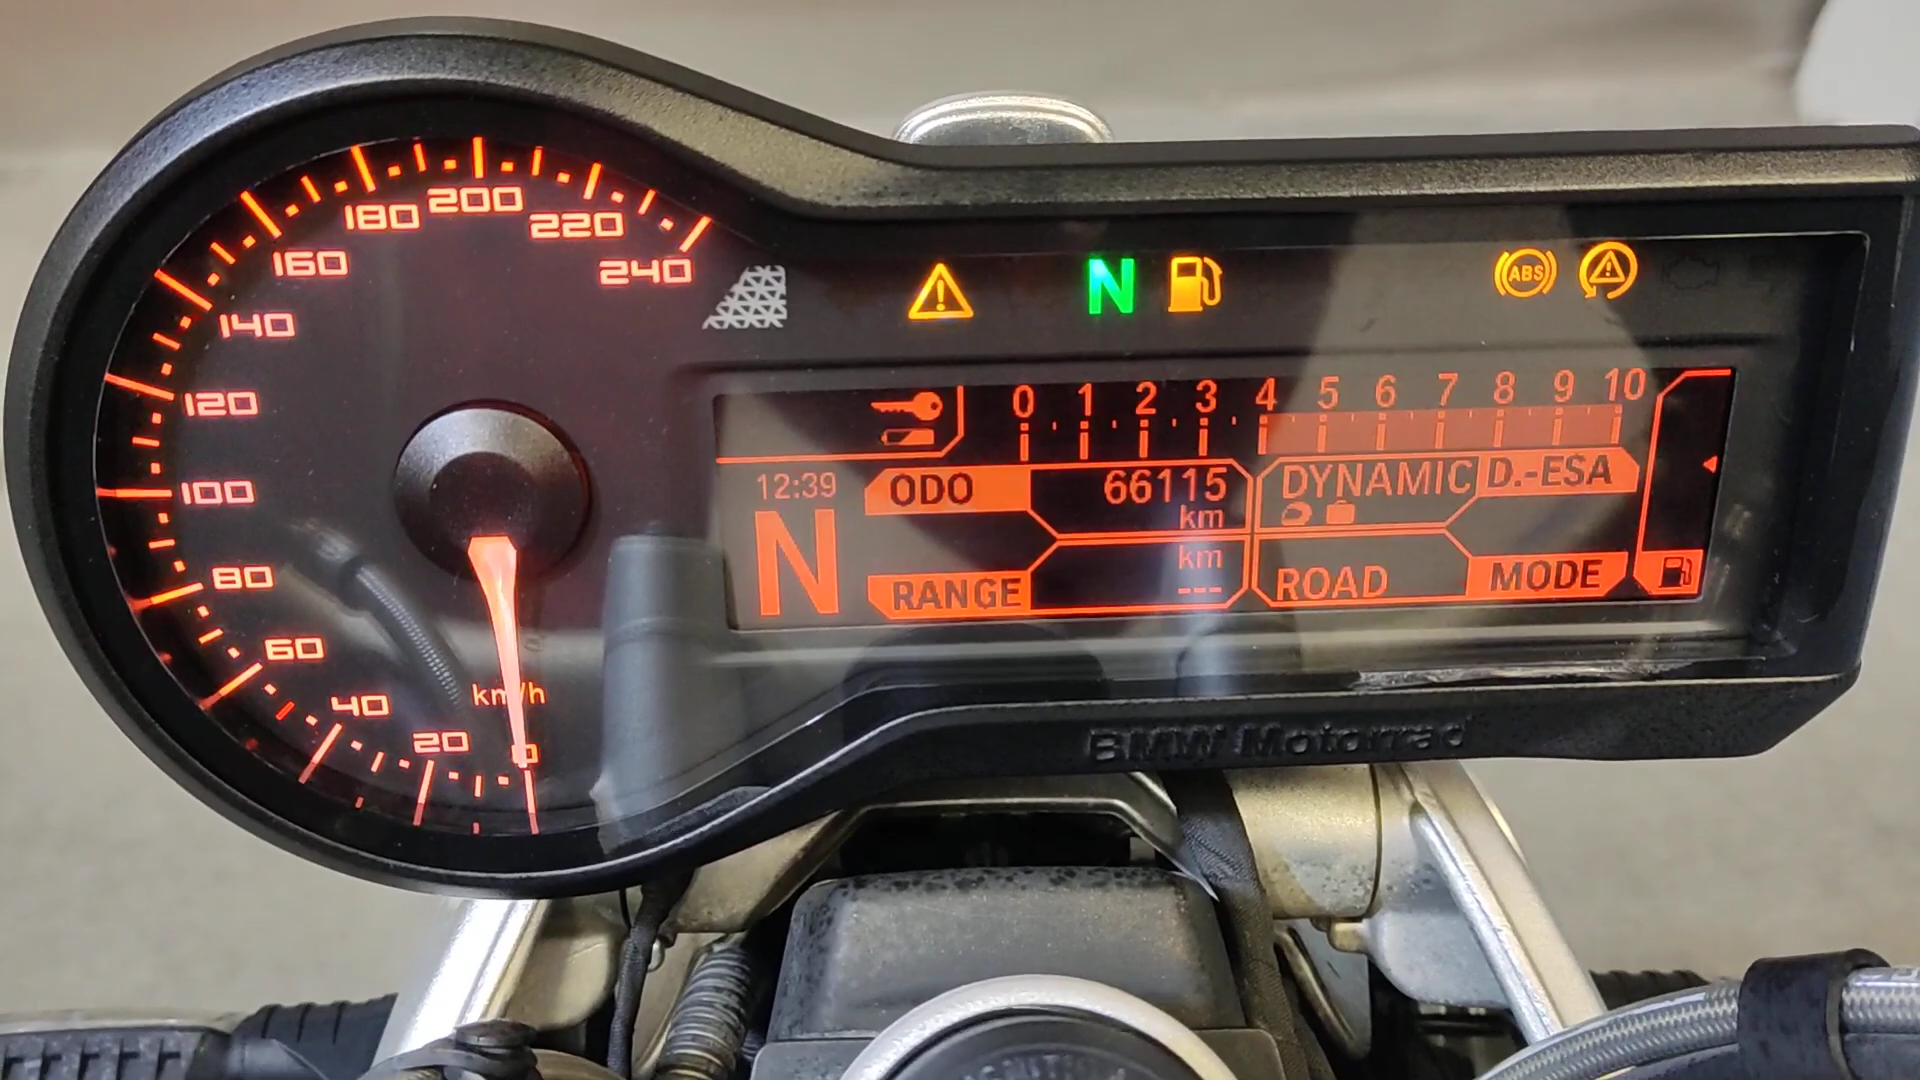 200
180
220
160
240
140
120
100
80
60
40
20
0
km/h
N
ABS
0 1 2 3 4 5 6 7 8 9 10
12:39
N
ODO 66115
km
DYNAMIC D.-ESA
km
RANGE ---
ROAD MODE
BMW Motorrad